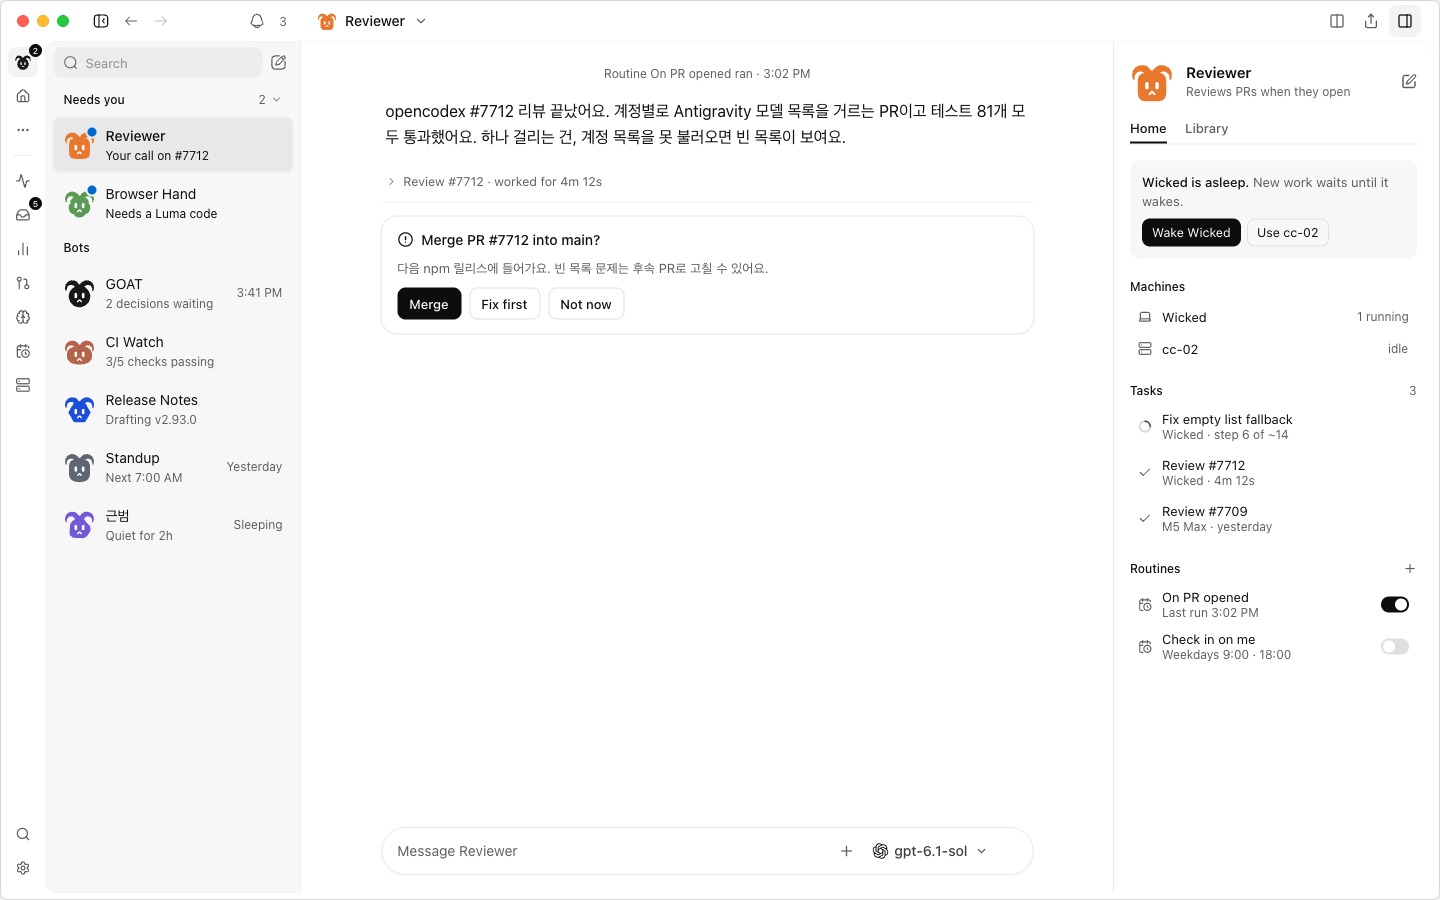 3
Reviewer
2
5
Search
Needs you
2
Reviewer
Your call on #7712
Browser Hand
Needs a Luma code
Bots
GOAT
3:41 PM
2 decisions waiting
CI Watch
3/5 checks passing
Release Notes
Drafting v2.93.0
Standup
Yesterday
Next 7:00 AM
근범
Sleeping
Quiet for 2h
Routine On PR opened ran · 3:02 PM
opencodex #7712 리뷰 끝났어요. 계정별로 Antigravity 모델 목록을 거르는 PR이고 테스트 81개 모
두 통과했어요. 하나 걸리는 건, 계정 목록을 못 불러오면 빈 목록이 보여요.
Review #7712 · worked for 4m 12s
Merge PR #7712 into main?
다음 npm 릴리스에 들어가요. 빈 목록 문제는 후속 PR로 고칠 수 있어요.
Merge
Fix first
Not now
Message Reviewer
gpt-6.1-sol
Reviewer
Reviews PRs when they open
Home
Library
Wicked is asleep. New work waits until it
wakes.
Wake Wicked
Use cc-02
Machines
Wicked
1 running
cc-02
idle
Tasks
3
Fix empty list fallback
Wicked · step 6 of ~14
Review #7712
Wicked · 4m 12s
Review #7709
M5 Max · yesterday
Routines
On PR opened
Last run 3:02 PM
Check in on me
Weekdays 9:00 · 18:00